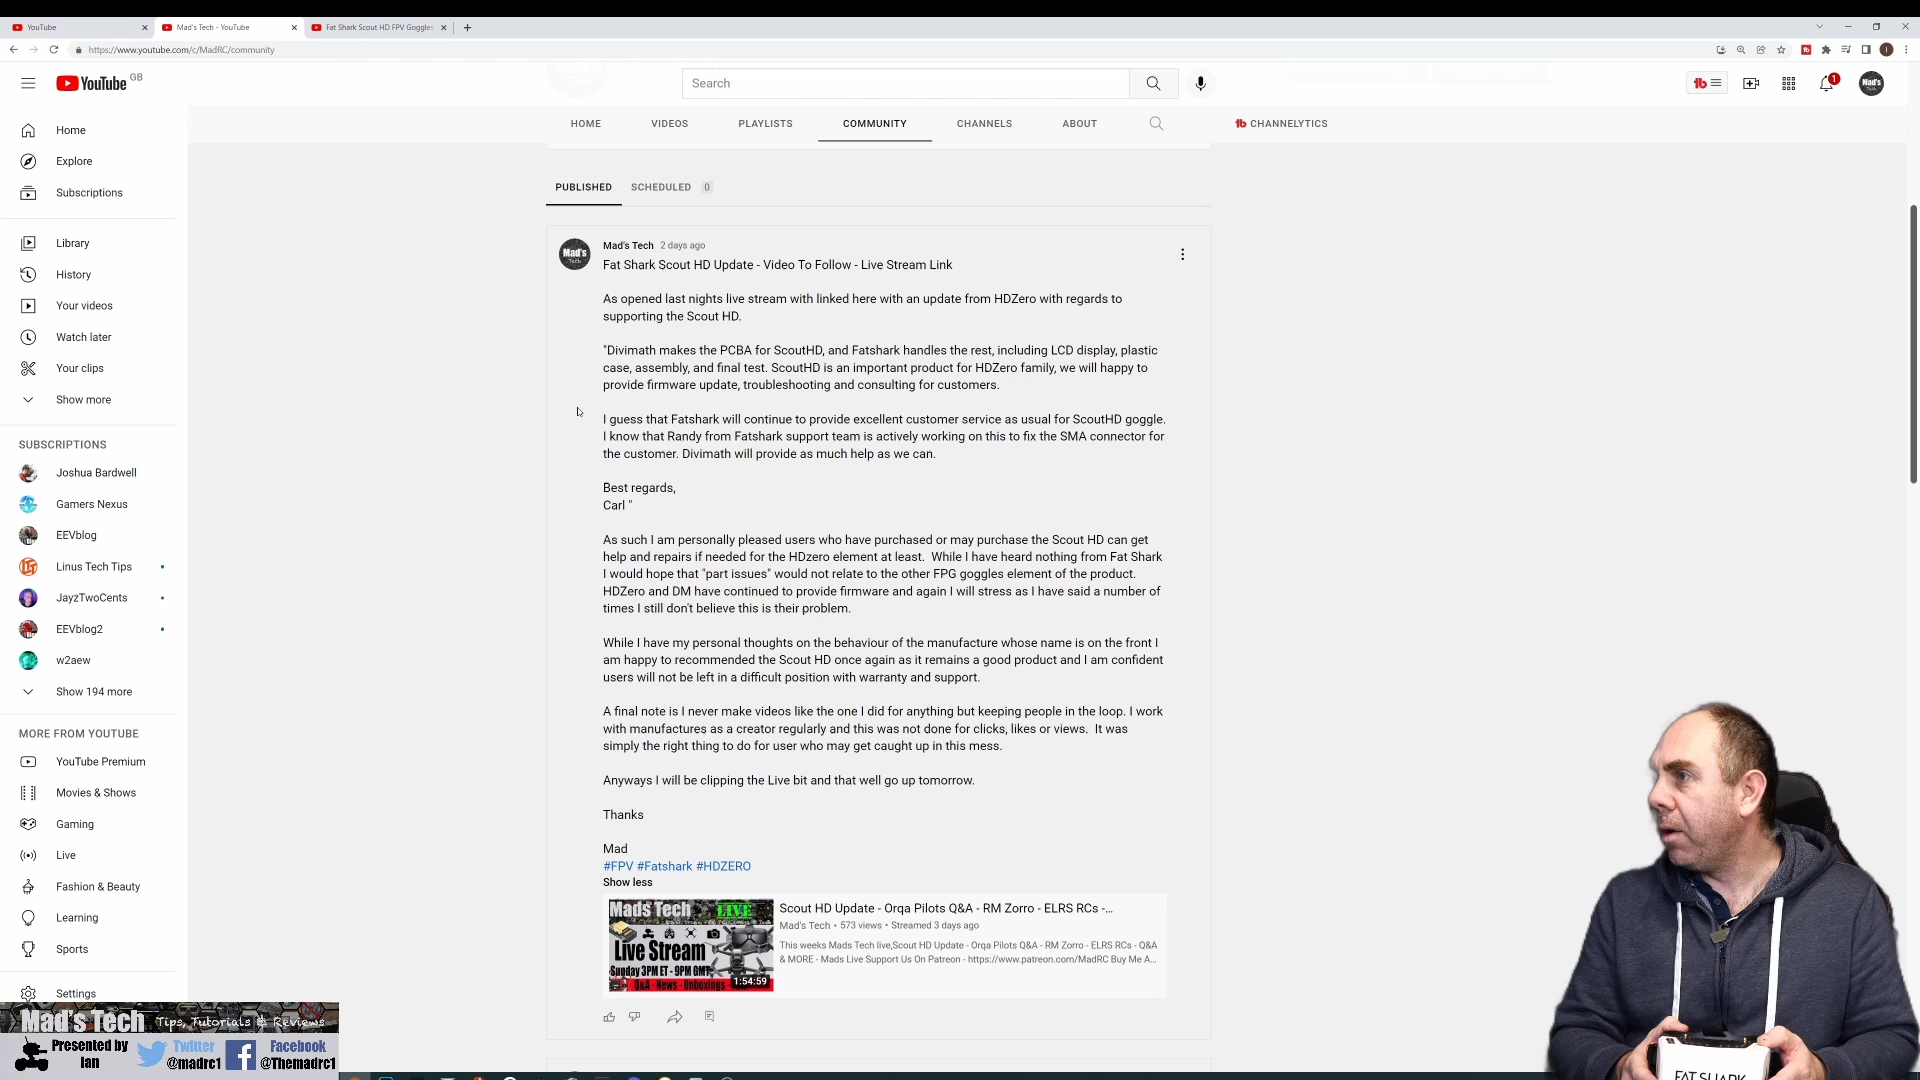 YouTube
Mad's Tech - YouTube
Fat Shark Scout HD FPV Goggles
https://www.youtube.com/c/MadRC/community
YouTube GB
Search
1
Mad's
HOME
VIDEOS
PLAYLISTS
COMMUNITY
CHANNELS
ABOUT
CHANNELYTICS
Home
Explore
Subscriptions
Library
History
Your videos
Watch later
Your clips
Show more
SUBSCRIPTIONS
Joshua Bardwell
Gamers Nexus
EEVblog
Linus Tech Tips
JayzTwoCents
EEVblog2
w2aew
Show 194 more
MORE FROM YOUTUBE
YouTube Premium
Movies & Shows
Gaming
Live
Fashion & Beauty
Learning
Sports
Settings
PUBLISHED
SCHEDULED 0
Mad's Tech 2 days ago
Fat Shark Scout HD Update - Video To Follow - Live Stream Link
As opened last nights live stream with linked here with an update from HDZero with regards to
supporting the Scout HD.
"Divimath makes the PCBA for ScoutHD, and Fatshark handles the rest, including LCD display, plastic
case, assembly, and final test. ScoutHD is an important product for HDZero family, we will happy to
provide firmware update, troubleshooting and consulting for customers.
I guess that Fatshark will continue to provide excellent customer service as usual for ScoutHD goggle.
I know that Randy from Fatshark support team is actively working on this to fix the SMA connector for
the customer. Divimath will provide as much help as we can.
Best regards,
Carl "
As such I am personally pleased users who have purchased or may purchase the Scout HD can get
help and repairs if needed for the HDzero element at least. While I have heard nothing from Fat Shark
I would hope that "part issues" would not relate to the other FPG goggles element of the product.
HDZero and DM have continued to provide firmware and again I will stress as I have said a number of
times I still don't believe this is their problem.
While I have my personal thoughts on the behaviour of the manufacture whose name is on the front I
am happy to recommended the Scout HD once again as it remains a good product and I am confident
users will not be left in a difficult position with warranty and support.
A final note is I never make videos like the one I did for anything but keeping people in the loop. I work
with manufactures as a creator regularly and this was not done for clicks, likes or views. It was
simply the right thing to do for user who may get caught up in this mess.
Anyways I will be clipping the Live bit and that well go up tomorrow.
Thanks
Mad
#FPV #Fatshark #HDZERO
Show less
Mads Tech LIVE
Live Stream
Sunday 3PM ET - 9PM GMT
1:54:59
Scout HD Update - Orqa Pilots Q&A - RM Zorro - ELRS RCs -...
Mad's Tech • 573 views • Streamed 3 days ago
This weeks Mads Tech live,Scout HD Update - Orqa Pilots Q&A - RM Zorro - ELRS RCs - Q&A
& MORE - Mads Live Support Us On Patreon - https://www.patreon.com/MadRC Buy Me A...
Mad's Tech Tips, Tutorials & Reviews
Presented by
Ian
Twitter
@madrc1
Facebook
@Themadrc1
FAT SHARK